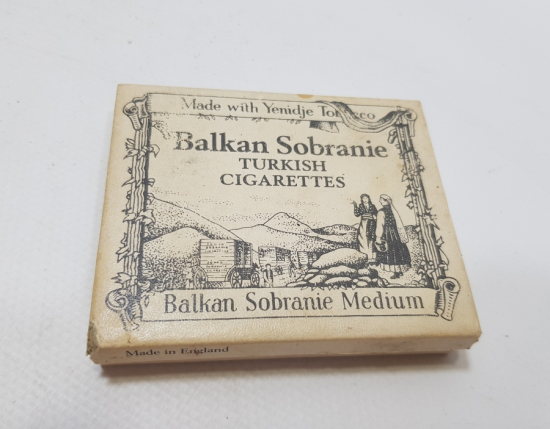 Made with Yenidje Tobacco
Balkan Sobranie
TURKISH
CIGARETTES
Balkan Sobranie Medium
Made in England